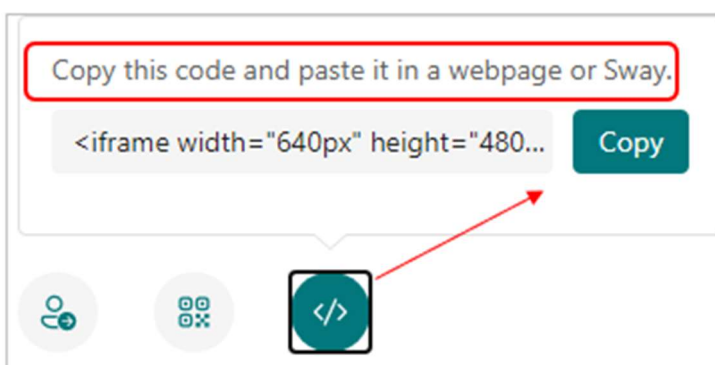 Copy this code and paste it in a webpage or Sway.
<iframe width="640px" height="480...
Copy
</>